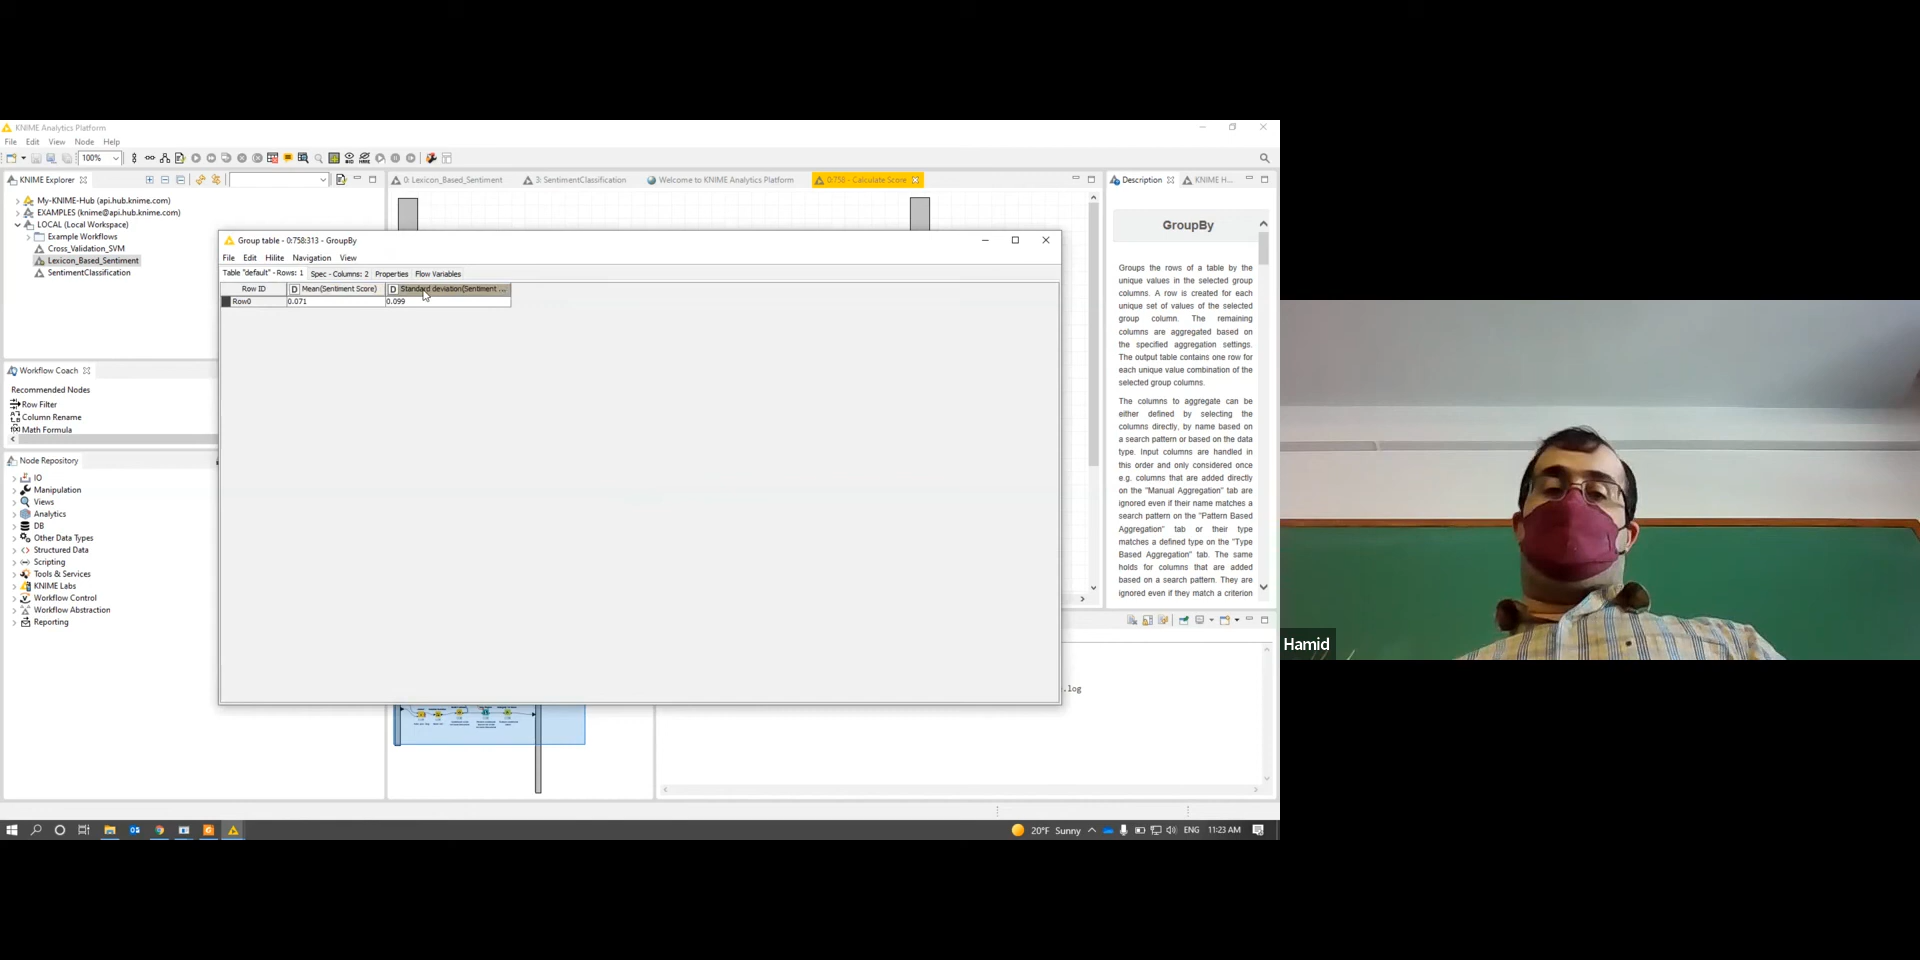 KNIME Analytics Platform
File Edit View Node Help
100%
KNIME Explorer
My-KNIME-Hub (api.hub.knime.com)
EXAMPLES (knime@api.hub.knime.com)
LOCAL (Local Workspace)
Example Workflows
Cross_Validation_SVM
Lexicon_Based_Sentiment
SentimentClassification
Workflow Coach
Recommended Nodes
Row Filter
Column Rename
Math Formula
Node Repository
IO
Manipulation
Views
Analytics
DB
Other Data Types
Structured Data
Scripting
Tools & Services
KNIME Labs
Workflow Control
Workflow Abstraction
Reporting
0: Lexicon_Based_Sentiment
3: SentimentClassification
Welcome to KNIME Analytics Platform
0:758 - Calculate Score
Group table - 0:758:313 - GroupBy
File Edit Hilite Navigation View
Table "default" - Rows: 1 Spec - Columns: 2 Properties Flow Variables
Row ID D Mean(Sentiment Score) D Standard deviation(Sentiment ...
Row0 0.071 0.099
.log
Description
KNIME H...
GroupBy
Groups the rows of a table by the
unique values in the selected group
columns. A row is created for each
unique set of values of the selected
group column. The remaining
columns are aggregated based on
the specified aggregation settings.
The output table contains one row for
each unique value combination of the
selected group columns.
The columns to aggregate can be
either defined by selecting the
columns directly, by name based on
a search pattern or based on the data
type. Input columns are handled in
this order and only considered once
e.g. columns that are added directly
on the "Manual Aggregation" tab are
ignored even if their name matches a
search pattern on the "Pattern Based
Aggregation" tab or their type
matches a defined type on the "Type
Based Aggregation" tab. The same
holds for columns that are added
based on a search pattern. They are
ignored even if they match a criterion
20°F Sunny ENG 11:23 AM
Hamid